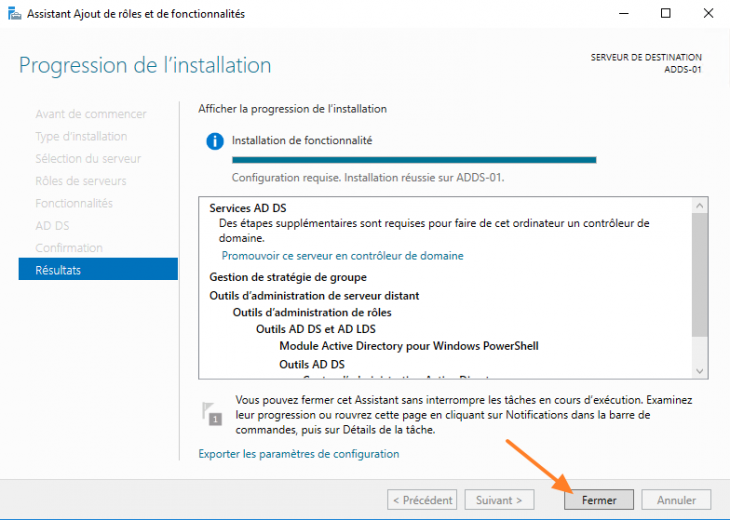 Assistant Ajout de rôles et de fonctionnalités
Progression de l'installation
SERVEUR DE DESTINATION
ADDS-01
Avant de commencer
Type d'installation
Sélection du serveur
Rôles de serveurs
Fonctionnalités
AD DS
Confirmation
Résultats
Afficher la progression de l'installation
Installation de fonctionnalité
Configuration requise. Installation réussie sur ADDS-01.
Services AD DS
Des étapes supplémentaires sont requises pour faire de cet ordinateur un contrôleur de
domaine.
Promouvoir ce serveur en contrôleur de domaine
Gestion de stratégie de groupe
Outils d'administration de serveur distant
Outils d'administration de rôles
Outils AD DS et AD LDS
Module Active Directory pour Windows PowerShell
Outils AD DS
1
Vous pouvez fermer cet Assistant sans interrompre les tâches en cours d'exécution. Examinez
leur progression ou rouvrez cette page en cliquant sur Notifications dans la barre de
commandes, puis sur Détails de la tâche.
Exporter les paramètres de configuration
< Précédent
Suivant >
Fermer
Annuler